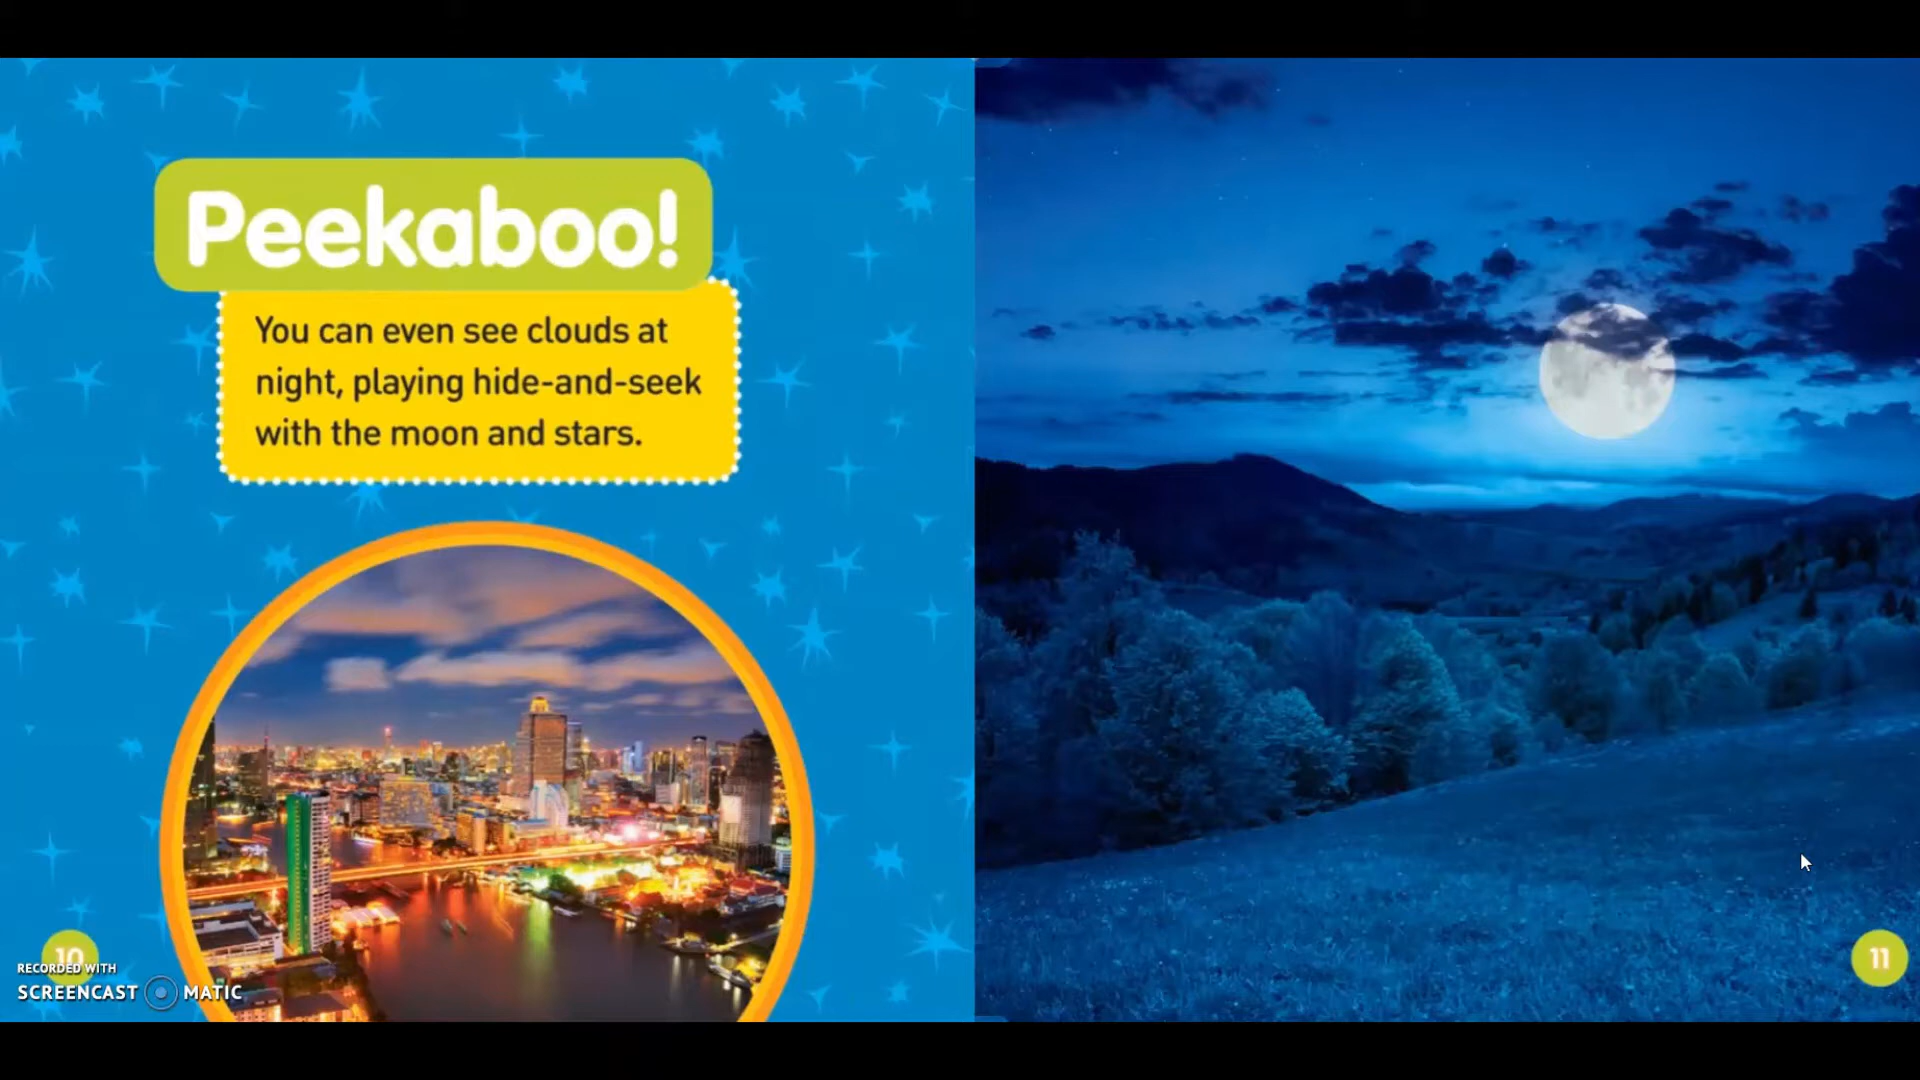 Peekaboo!
You can even see clouds at
night, playing hide-and-seek
with the moon and stars.
10
RECORDED WITH
SCREENCAST MATIC
11